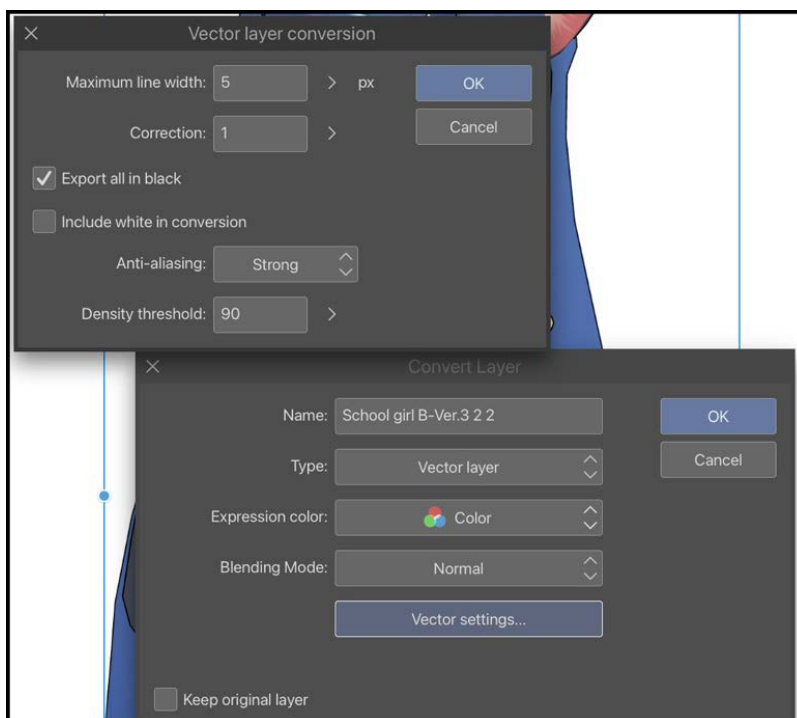 Vector layer conversion
Maximum line width: 5 px
OK
Correction: 1
Cancel
Export all in black
Include white in conversion
Anti-aliasing: Strong
Density threshold: 90
Convert Layer
Name: School girl B-Ver.3 2 2
OK
Type: Vector layer
Cancel
Expression color: Color
Blending Mode: Normal
Vector settings...
Keep original layer